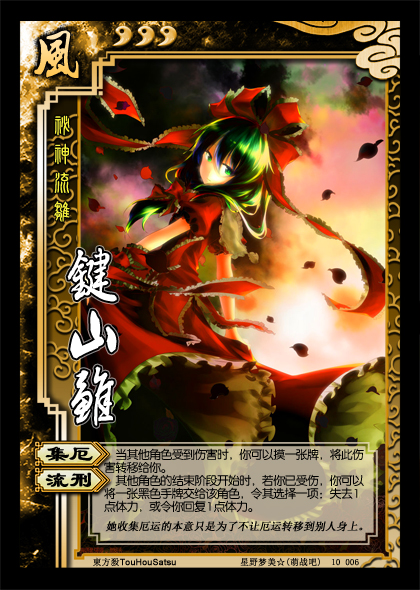 風
祕神流雛
鍵山雛
集厄
当其他角色受到伤害时，你可以摸一张牌，将此伤
害转移给你。
流刑
其他角色的结束阶段开始时，若你已受伤，你可以
将一张黑色手牌交给该角色，令其选择一项：失去1
点体力，或令你回复1点体力。
她收集厄运的本意只是为了不让厄运转移到别人身上。
東方殺TouHouSatsu
星野梦美☆(萌战吧) 10 006